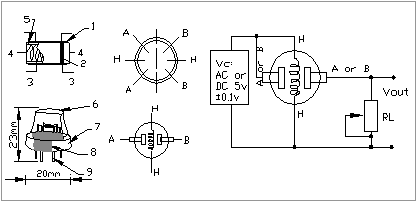 5
1
4
4
2
3
3
A
B
H
H
A
B
23mm
6
7
8
9
20mm
H
A
B
H
Vc:
AC or
DC 5v
±0.1v
A or B
H
H
A or B
Vout
RL